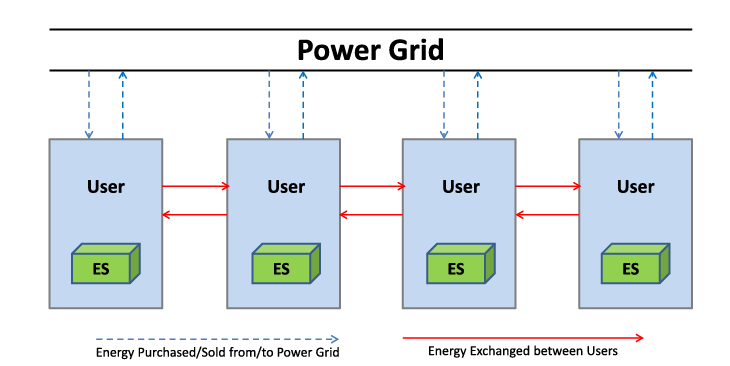 Power Grid
User
User
User
User
ES
ES
ES
ES
Energy Purchased/Sold from/to Power Grid
Energy Exchanged between Users